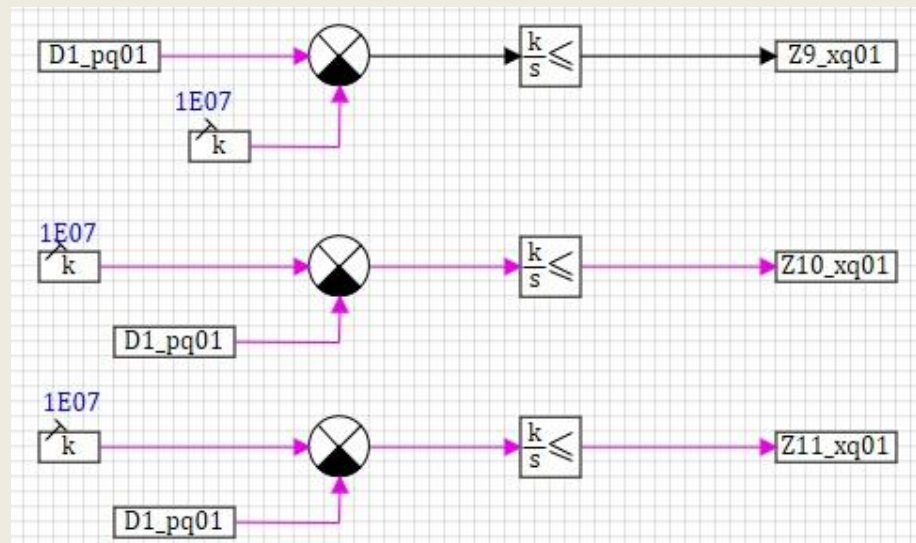 D1_pq01
k
s
≤
Z9_xq01
1E07
k
1E07
k
k
s
≤
Z10_xq01
D1_pq01
1E07
k
k
s
≤
Z11_xq01
D1_pq01